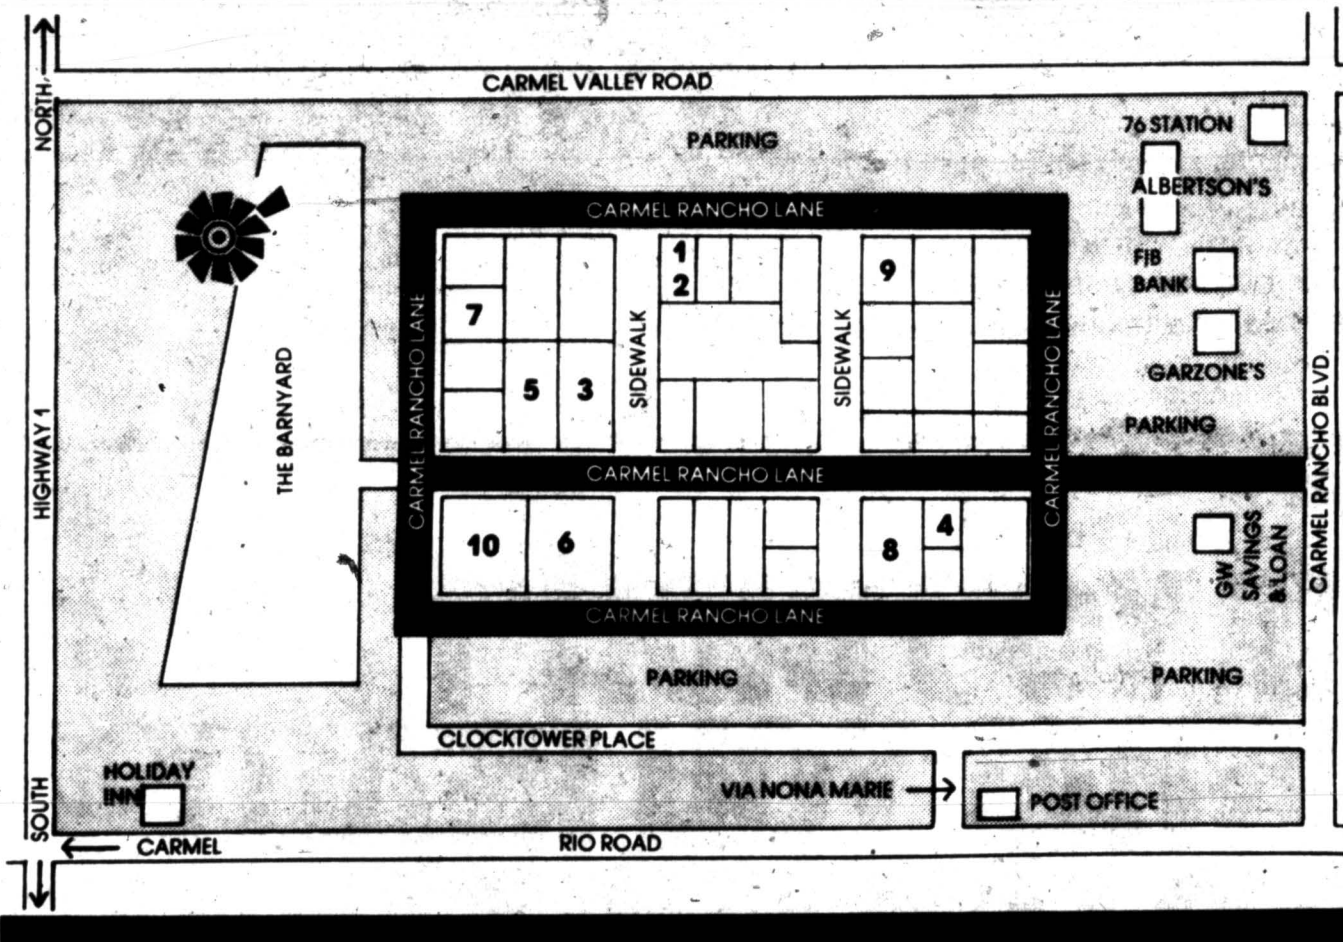 CARMEL VALLEY ROAD
NORTH
PARKING
76 STATION
ALBERTSON'S
CARMEL RANCHO LANE
FIB
BANK
GARZONE'S
PARKING
1
2
9
7
5
3
SIDEWALK
SIDEWALK
CARMEL RANCHO LANE
CARMEL RANCHO LANE
THE BARNYARD
HIGHWAY 1
CARMEL RANCHO BLVD.
CARMEL RANCHO LANE
10
6
8
4
GW
SAVINGS
& LOAN
CARMEL RANCHO LANE
PARKING
PARKING
CLOCKTOWER PLACE
HOLIDAY
INN
VIA NONA MARIE
POST OFFICE
SOUTH
CARMEL
RIO ROAD